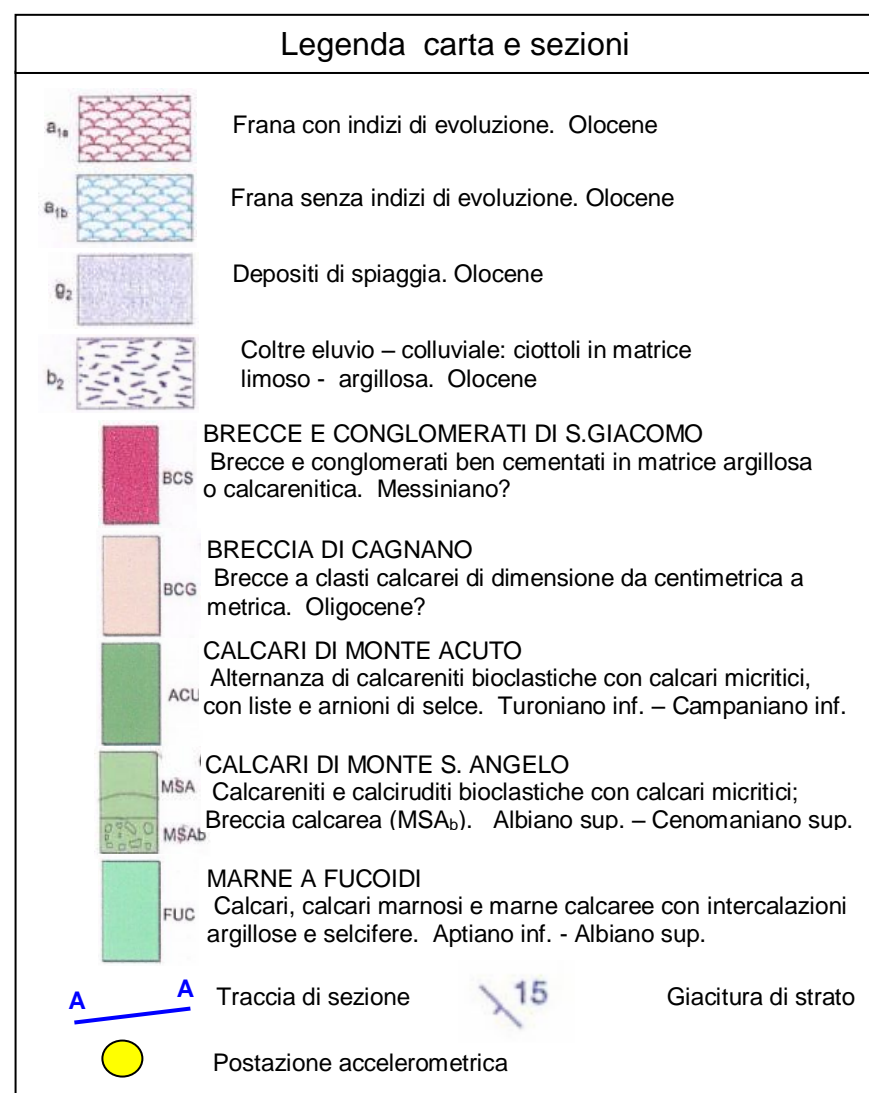 Legenda carta e sezioni
a1a Frana con indizi di evoluzione. Olocene
a1b Frana senza indizi di evoluzione. Olocene
g2 Depositi di spiaggia. Olocene
Coltre eluvio – colluviale: ciottoli in matrice
b2 limoso - argillosa. Olocene
BRECCE E CONGLOMERATI DI S.GIACOMO
Brecce e conglomerati ben cementati in matrice argillosa
BCS o calcarenitica. Messiniano?
BRECCIA DI CAGNANO
Brecce a clasti calcarei di dimensione da centimetrica a
BCG metrica. Oligocene?
CALCARI DI MONTE ACUTO
Alternanza di calcareniti bioclastiche con calcari micritici,
ACU con liste e arnioni di selce. Turoniano inf. – Campaniano inf.
CALCARI DI MONTE S. ANGELO
MSA Calcareniti e calciruditi bioclastiche con calcari micritici;
MSAb Breccia calcarea (MSAb). Albiano sup. – Cenomaniano sup.
MARNE A FUCOIDI
Calcari, calcari marnosi e marne calcaree con intercalazioni
FUC argillose e selcifere. Aptiano inf. - Albiano sup.
A A Traccia di sezione 15 Giacitura di strato
Postazione accelerometrica